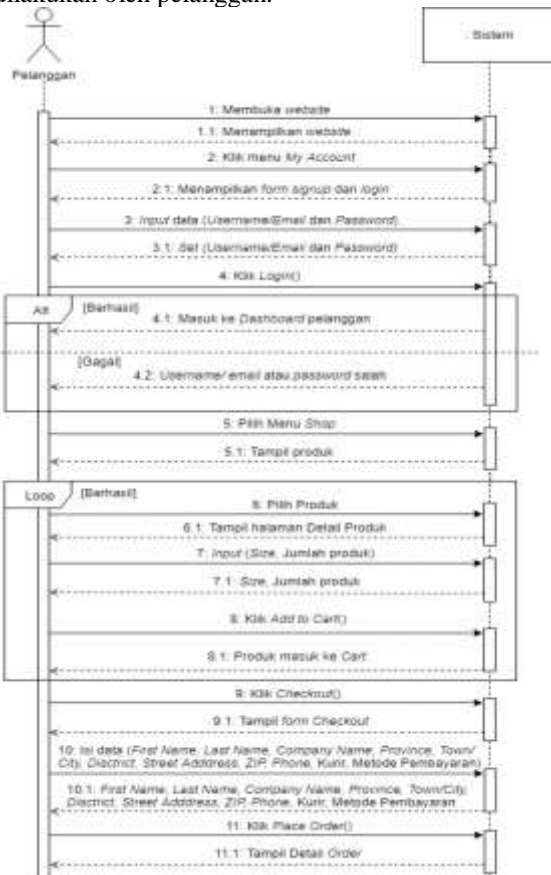 dilakukan oleh pelanggan.
Pelanggan
: Sistem
1: Membuka website
1.1: Menampilkan website
2: Klik menu My Account
2.1: Menampilkan form signup dan login
3: Input data (Username/Email dan Password)
3.1: Set (Username/Email dan Password)
4: Klik Login()
Alt
[Berhasil]
4.1: Masuk ke Dashboard pelanggan
[Gagal]
4.2: Username/ email atau password salah
5: Pilih Menu Shop
5.1: Tampil produk
Loop
[Berhasil]
6: Pilih Produk
6.1: Tampil halaman Detail Produk
7: Input (Size, Jumlah produk)
7.1: Size, Jumlah produk
8: Klik Add to Cart()
8.1: Produk masuk ke Cart
9: Klik Checkout()
9.1: Tampil form Checkout
10: Isi data (First Name, Last Name, Company Name, Province, Town/
City, Disctrict, Street Adddress, ZIP, Phone, Kurir, Metode Pembayaran)
10.1: First Name, Last Name, Company Name, Province, Town/City,
Disctrict, Street Adddress, ZIP, Phone, Kurir, Metode Pembayaran
11: Klik Place Order()
11.1: Tampil Detail Order